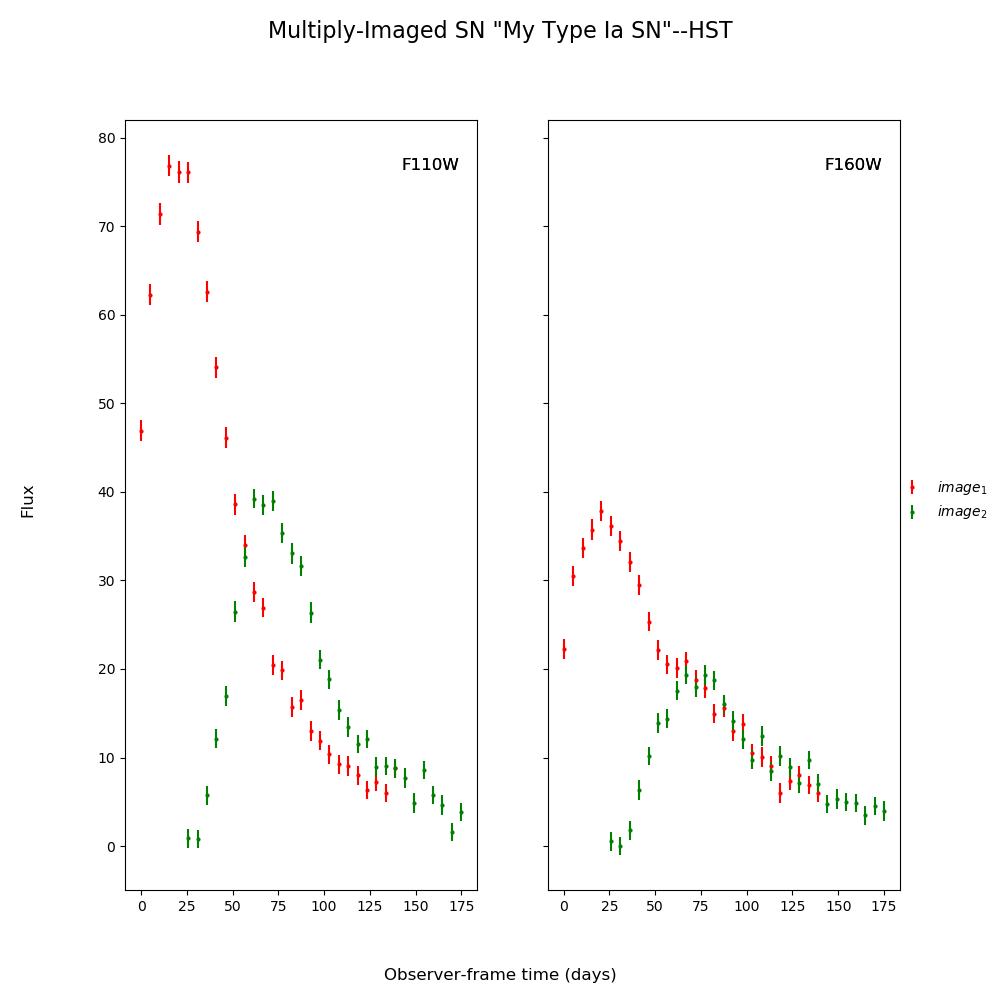 Multiply-Imaged SN "My Type Ia SN"--HST
F110W
F160W
80
70
60
50
40
30
20
10
0
Flux
image1
image2
0 25 50 75 100 125 150 175
0 25 50 75 100 125 150 175
Observer-frame time (days)